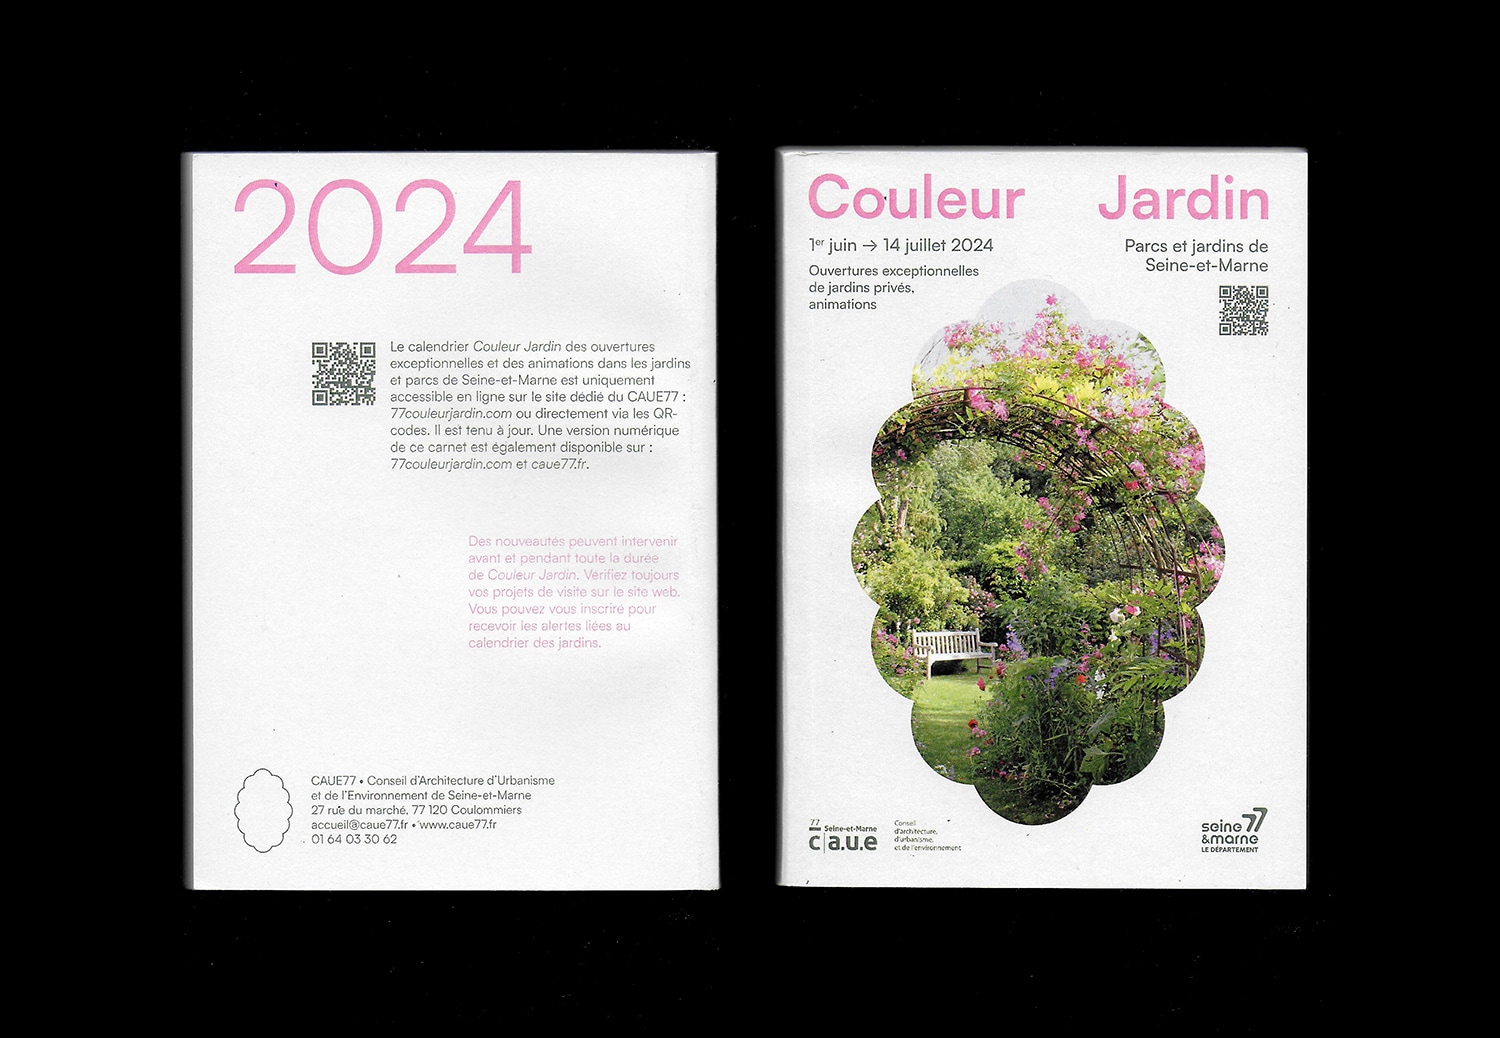 2024
Le calendrier Couleur Jardin des ouvertures
exceptionnelles et des animations dans les jardins
et parcs de Seine-et-Marne est uniquement
accessible en ligne sur le site dédié du CAUE77 :
77couleurjardin.com ou directement via les QR-
codes. Il est tenu à jour. Une version numérique
de ce carnet est également disponible sur :
77couleurjardin.com et caue77.fr.
Des nouveautés peuvent intervenir
avant et pendant toute la durée
de Couleur Jardin. Vérifiez toujours
vos projets de visite sur le site web.
Vous pouvez vous inscrire pour
recevoir les alertes liées au
calendrier des jardins.
CAUE77 • Conseil d'Architecture d'Urbanisme
et de l'Environnement de Seine-et-Marne
27 rue du marché. 77 120 Coulommiers
accueil@caue77.fr • www.caue77.fr
01 64 03 30 62
Couleur Jardin
1er juin → 14 juillet 2024
Ouvertures exceptionnelles
de jardins privés,
animations
Parcs et jardins de
Seine-et-Marne
77
Seine-et-Marne
c|a.u.e
Conseil
d'architecture,
d'urbanisme,
et de l'environnement
seine 77
&marne
LE DÉPARTEMENT